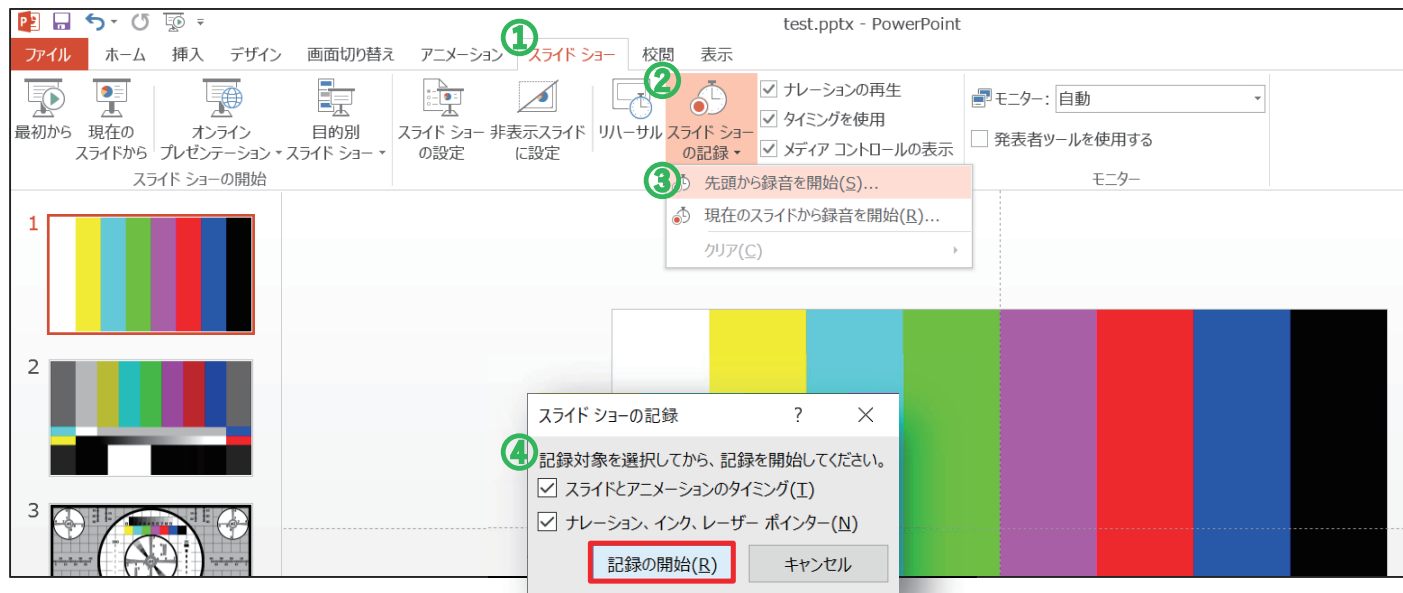 test.pptx - PowerPoint
①
ファイル ホーム 挿入 デザイン 画面切り替え アニメーション スライド ショー 校閲 表示
②
最初から
現在の
スライドから
オンライン
プレゼンテーション
目的別
スライド ショー
スライド ショーの開始
スライド ショー
の設定
非表示スライド
に設定
リハーサル
スライド ショー
の記録
ナレーションの再生
タイミングを使用
メディア コントロールの表示
モニター: 自動
発表者ツールを使用する
モニター
③
先頭から録音を開始(S)...
現在のスライドから録音を開始(R)...
クリア(C)
1
2
3
スライド ショーの記録 ?
④
記録対象を選択してから、記録を開始してください。
スライドとアニメーションのタイミング(T)
ナレーション、インク、レーザー ポインター(N)
記録の開始(R) キャンセル